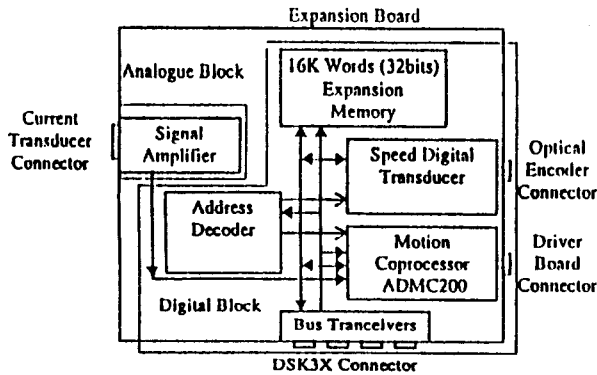 Expansion Board
Analogue Block
16K Words (32bits)
Expansion
Memory
Current
Transducer
Connector
Signal
Amplifier
Speed Digital
Transducer
Optical
Encoder
Connector
Address
Decoder
Motion
Coprocessor
ADMC200
Driver
Board
Connector
Digital Block
Bus Tranceivers
DSK3X Connector